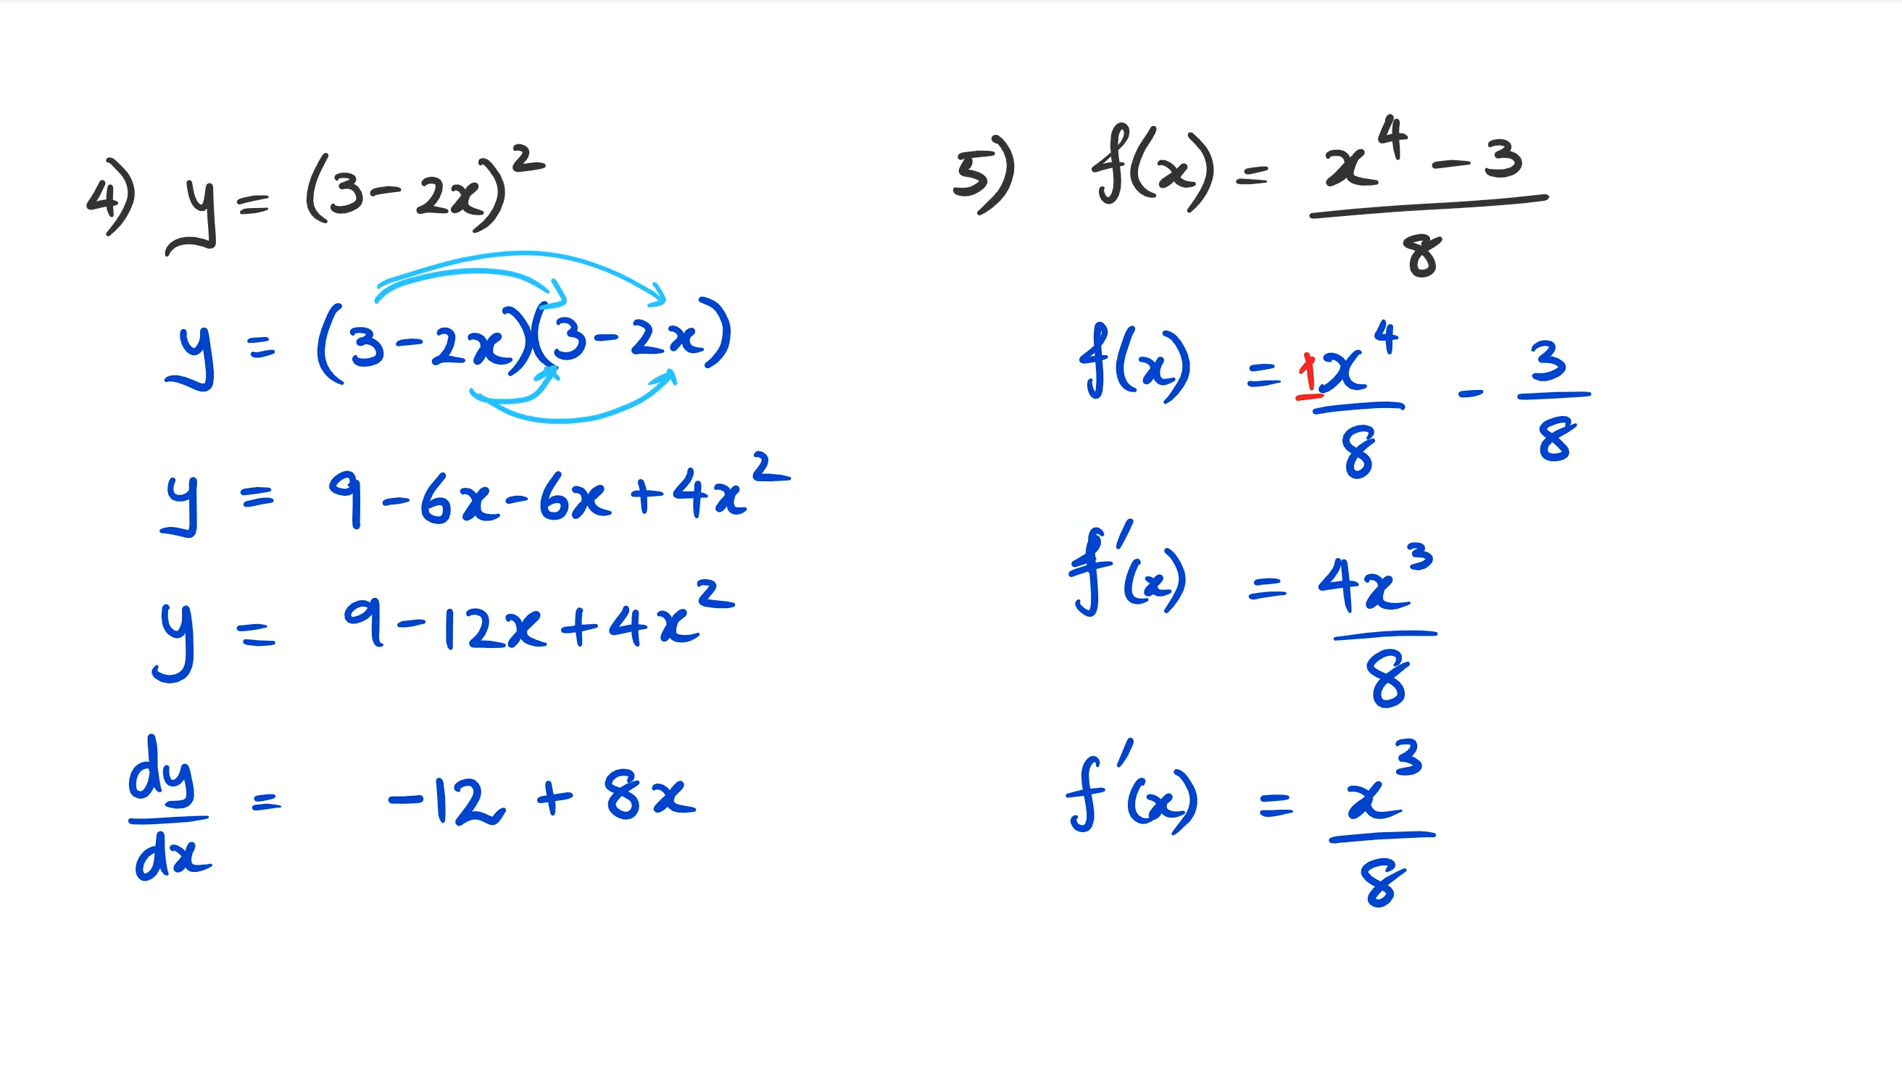 4) y = (3-2x)²
y = (3-2x)(3-2x)
y = 9-6x-6x+4x²
y = 9-12x+4x²
dy/dx = -12 + 8x
5) f(x) = (x⁴-3)/8
f(x) = 1x⁴/8 - 3/8
f'(x) = 4x³/8
f'(x) = x³/8